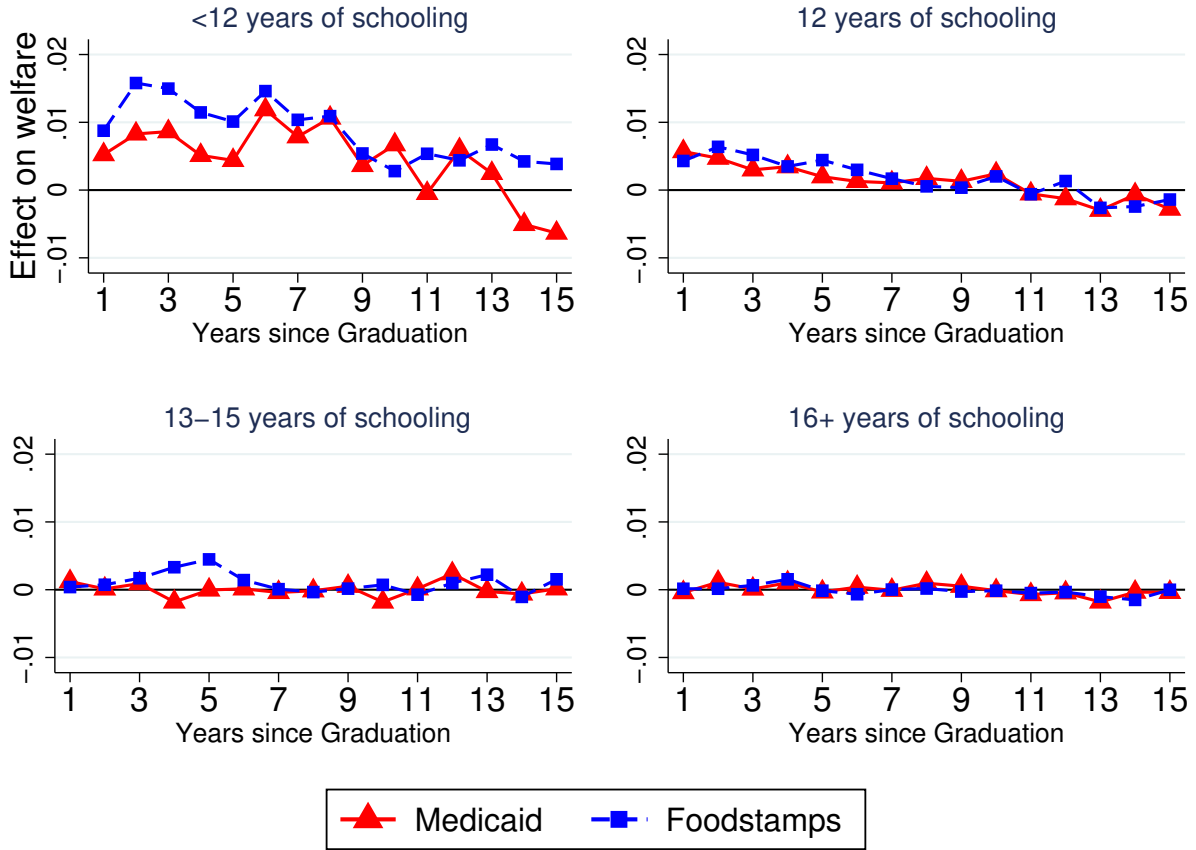 <12 years of schooling
12 years of schooling
Effect on welfare
.02
.01
0
−.01
1 3 5 7 9 11 13 15
Years since Graduation
.02
.01
0
−.01
1 3 5 7 9 11 13 15
Years since Graduation
13−15 years of schooling
16+ years of schooling
.02
.01
0
−.01
1 3 5 7 9 11 13 15
Years since Graduation
.02
.01
0
−.01
1 3 5 7 9 11 13 15
Years since Graduation
Medicaid Foodstamps